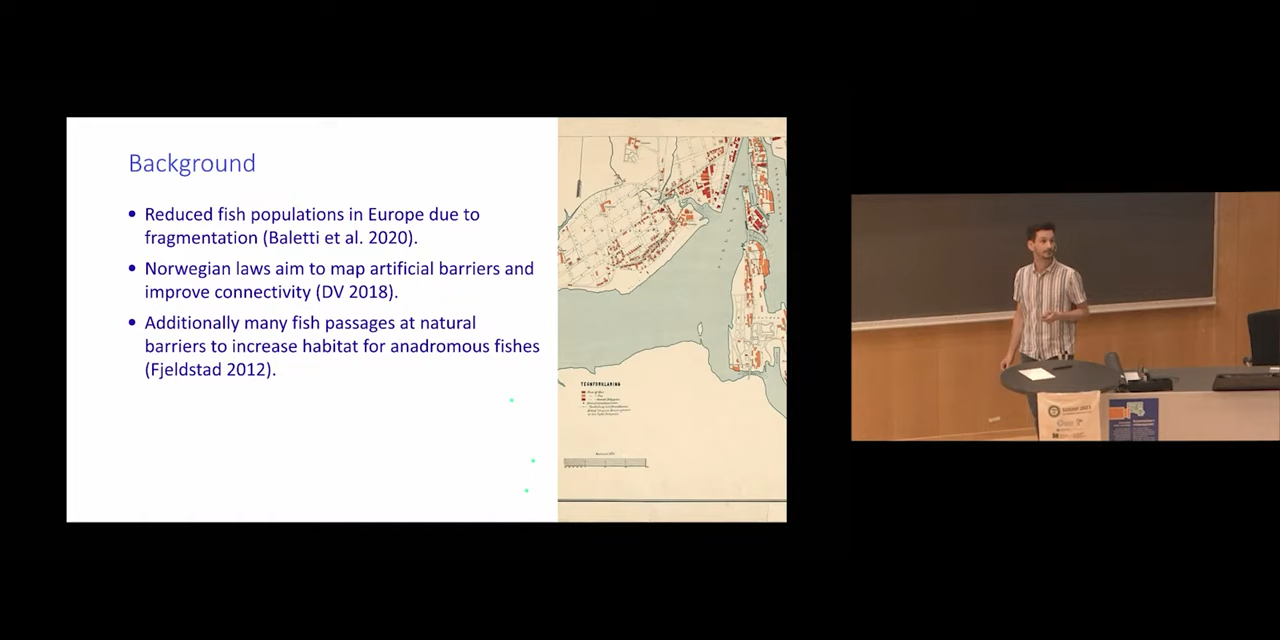 Background
• Reduced fish populations in Europe due to
fragmentation (Baletti et al. 2020).
• Norwegian laws aim to map artificial barriers and
improve connectivity (DV 2018).
• Additionally many fish passages at natural
barriers to increase habitat for anadromous fishes
(Fjeldstad 2012).
TEGNFORKLARING